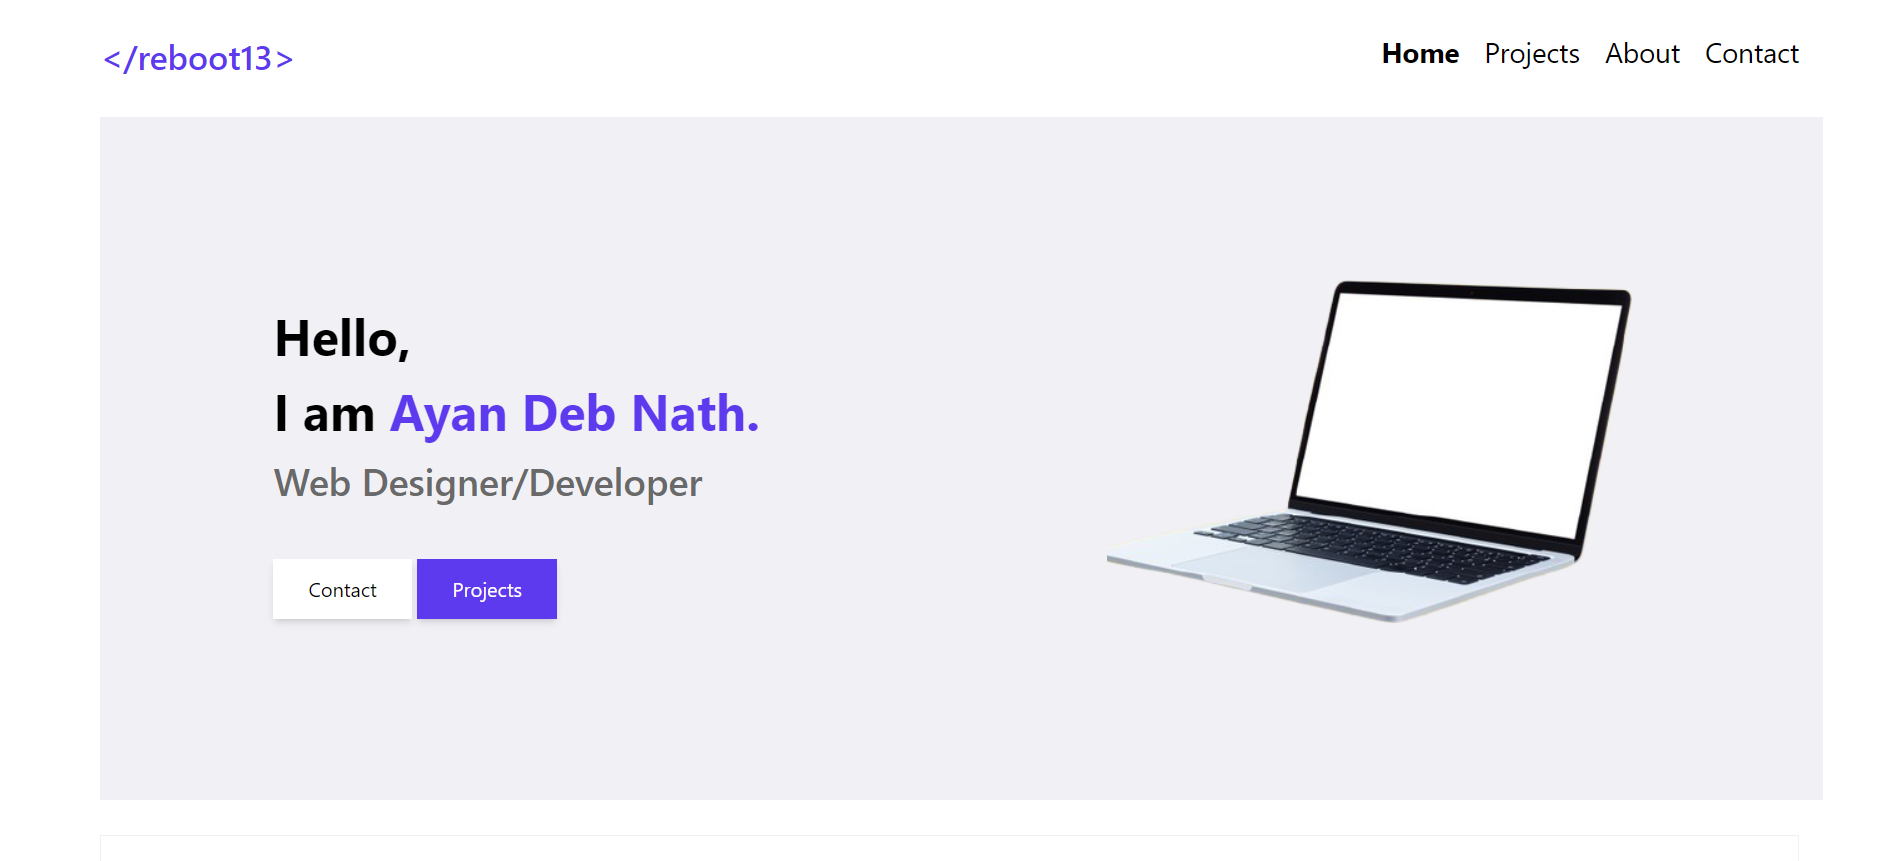 </reboot13>
Home Projects About Contact
Hello,
I am Ayan Deb Nath.
Web Designer/Developer
Contact Projects